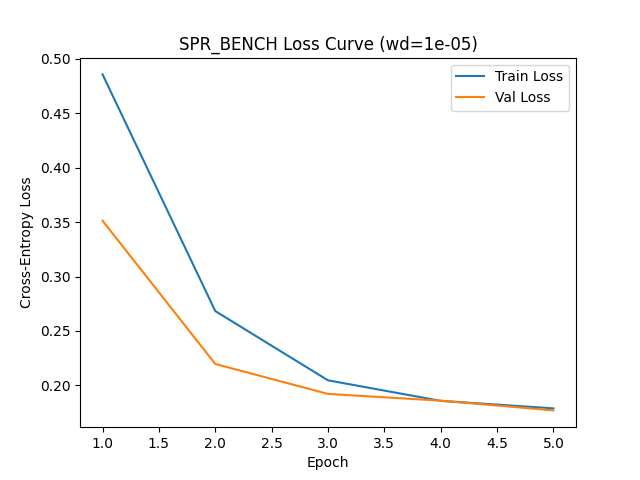 SPR_BENCH Loss Curve (wd=1e-05)
Train Loss
Val Loss
Cross-Entropy Loss
0.50
0.45
0.40
0.35
0.30
0.25
0.20
1.0 1.5 2.0 2.5 3.0 3.5 4.0 4.5 5.0
Epoch